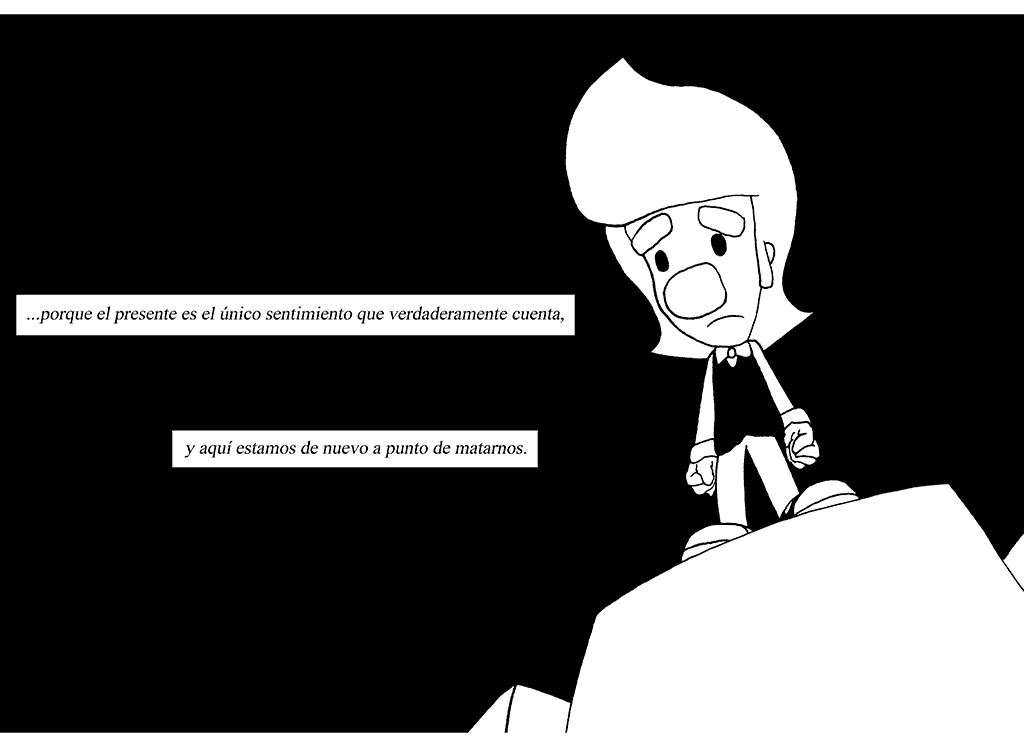 ...porque el presente es el único sentimiento que verdaderamente cuenta,
y aquí estamos de nuevo a punto de matarnos.